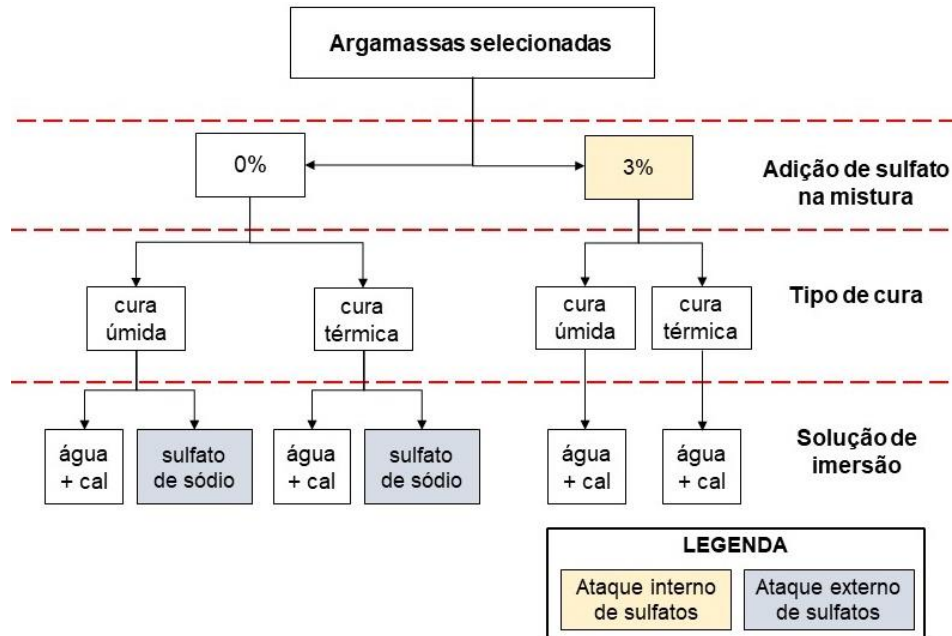 Argamassas selecionadas
0%
3%
Adição de sulfato
na mistura
cura
úmida
cura
térmica
cura
úmida
cura
térmica
Tipo de cura
água
+ cal
sulfato
de sódio
água
+ cal
sulfato
de sódio
água
+ cal
água
+ cal
Solução de
imersão
LEGENDA
Ataque interno
de sulfatos
Ataque externo
de sulfatos